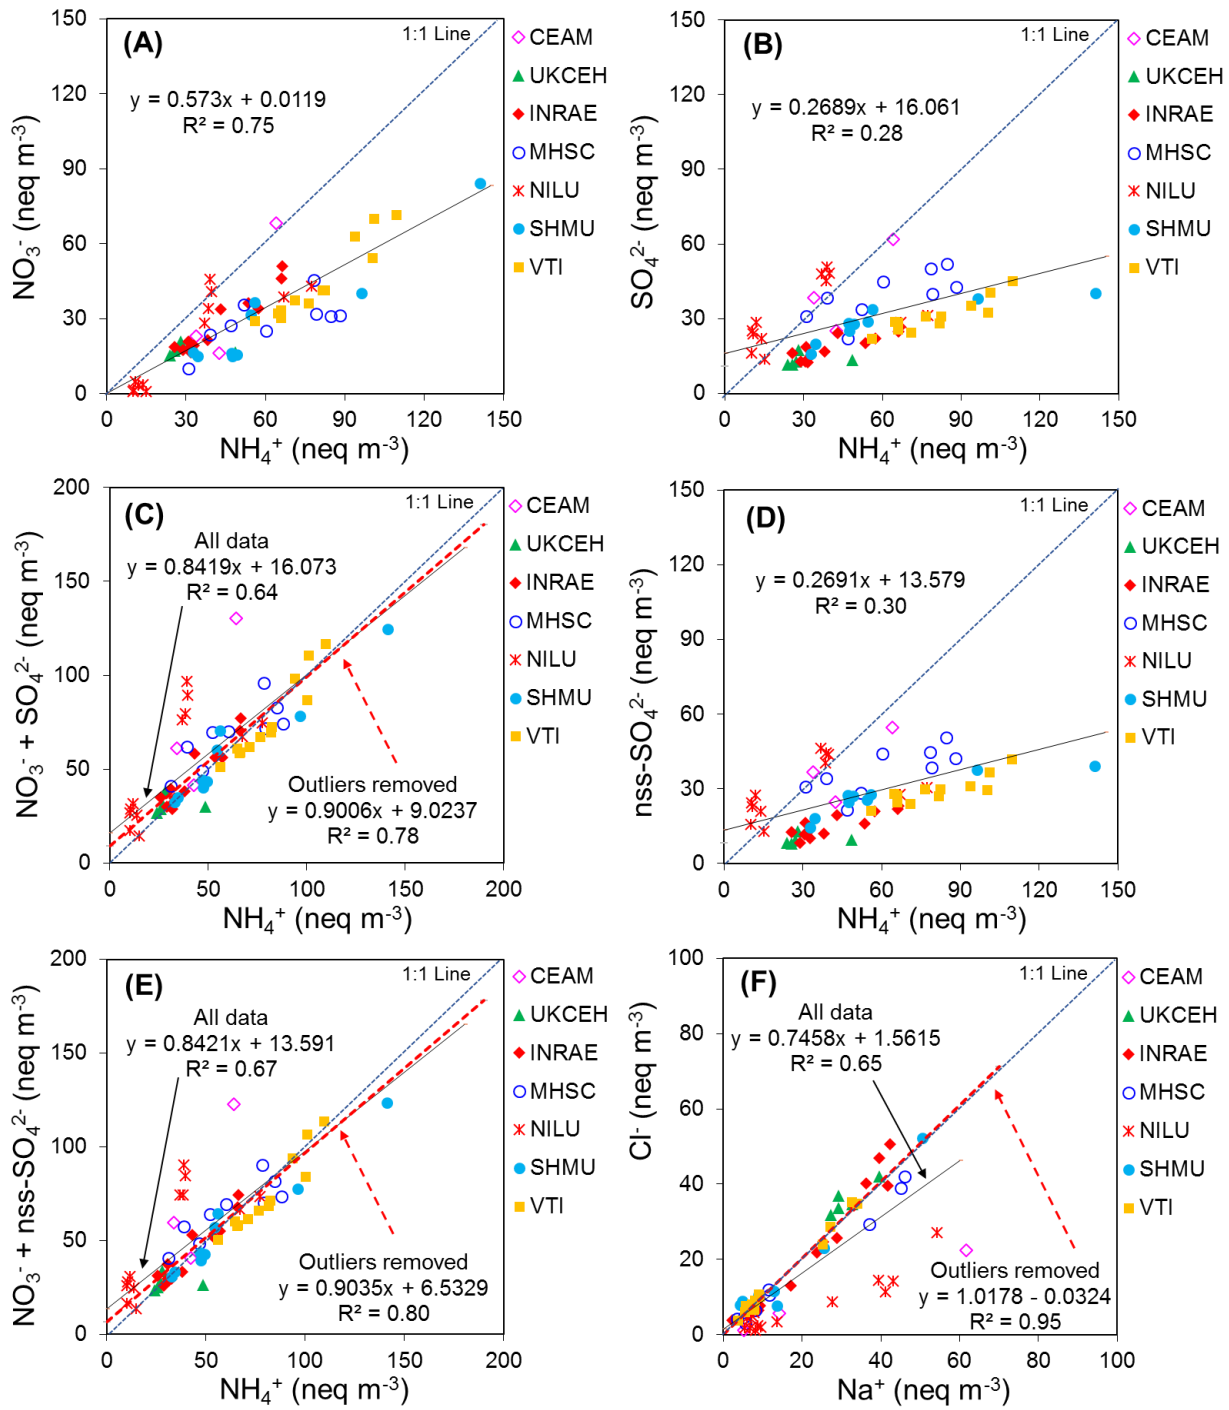 (A)
1:1 Line
y = 0.573x + 0.0119
R² = 0.75
NO₃⁻ (neq m⁻³)
150
120
90
60
30
0
0 30 60 90 120 150
NH₄⁺ (neq m⁻³)
CEAM
UKCEH
INRAE
MHSC
NILU
SHMU
VTI
(B)
1:1 Line
y = 0.2689x + 16.061
R² = 0.28
SO₄²⁻ (neq m⁻³)
150
120
90
60
30
0
0 30 60 90 120 150
NH₄⁺ (neq m⁻³)
CEAM
UKCEH
INRAE
MHSC
NILU
SHMU
VTI
(C)
1:1 Line
All data
y = 0.8419x + 16.073
R² = 0.64
Outliers removed
y = 0.9006x + 9.0237
R² = 0.78
NO₃⁻ + SO₄²⁻ (neq m⁻³)
200
150
100
50
0
0 50 100 150 200
NH₄⁺ (neq m⁻³)
CEAM
UKCEH
INRAE
MHSC
NILU
SHMU
VTI
(D)
1:1 Line
y = 0.2691x + 13.579
R² = 0.30
nss-SO₄²⁻ (neq m⁻³)
150
120
90
60
30
0
0 30 60 90 120 150
NH₄⁺ (neq m⁻³)
CEAM
UKCEH
INRAE
MHSC
NILU
SHMU
VTI
(E)
1:1 Line
All data
y = 0.8421x + 13.591
R² = 0.67
Outliers removed
y = 0.9035x + 6.5329
R² = 0.80
NO₃⁻ + nss-SO₄²⁻ (neq m⁻³)
200
150
100
50
0
0 50 100 150 200
NH₄⁺ (neq m⁻³)
CEAM
UKCEH
INRAE
MHSC
NILU
SHMU
VTI
(F)
1:1 Line
All data
y = 0.7458x + 1.5615
R² = 0.65
Outliers removed
y = 1.0178 - 0.0324
R² = 0.95
Cl⁻ (neq m⁻³)
100
80
60
40
20
0
0 20 40 60 80 100
Na⁺ (neq m⁻³)
CEAM
UKCEH
INRAE
MHSC
NILU
SHMU
VTI